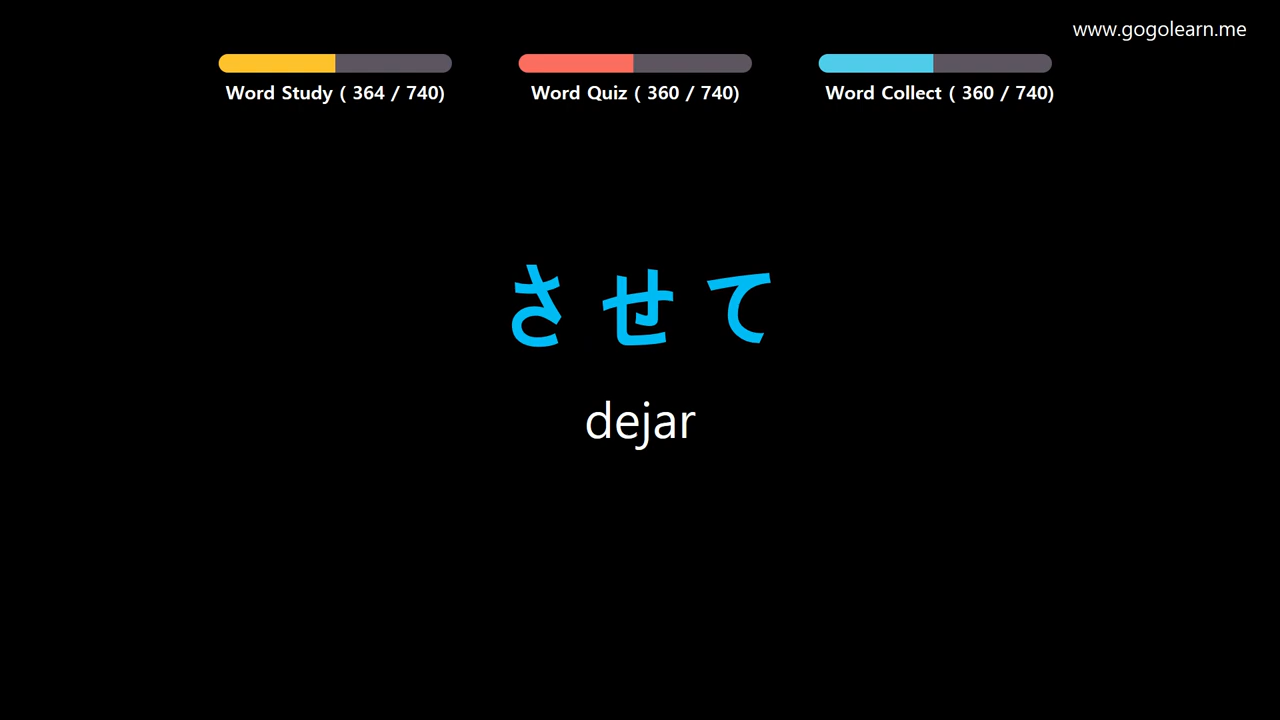 www.gogolearn.me
Word Study ( 364 / 740)
Word Quiz ( 360 / 740)
Word Collect ( 360 / 740)
させて
dejar